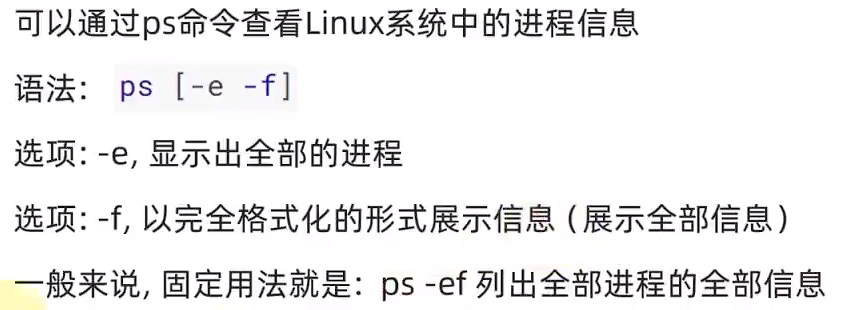 可以通过ps命令查看Linux系统中的进程信息
语法： ps [-e -f]
选项: -e, 显示出全部的进程
选项: -f, 以完全格式化的形式展示信息（展示全部信息）
一般来说, 固定用法就是：ps -ef 列出全部进程的全部信息